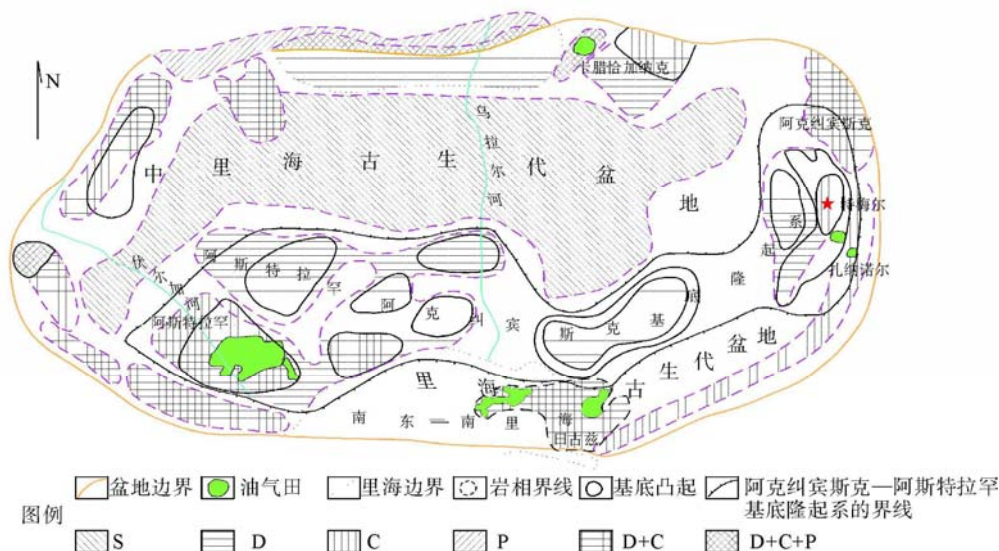 N
卡腊恰加纳克
阿克纠宾斯克
中里海古生代盆地
乌拉尔河
伏尔加河
阿斯特拉罕
阿斯特拉罕—阿克纠宾斯克基底隆起系
扎纳诺尔
南东—南里海古生代盆地
里海
田古兹
图例
盆地边界 油气田 里海边界 岩相界线 基底凸起 阿克纠宾斯克—阿斯特拉罕
基底隆起系的界线
S D C P D+C D+C+P